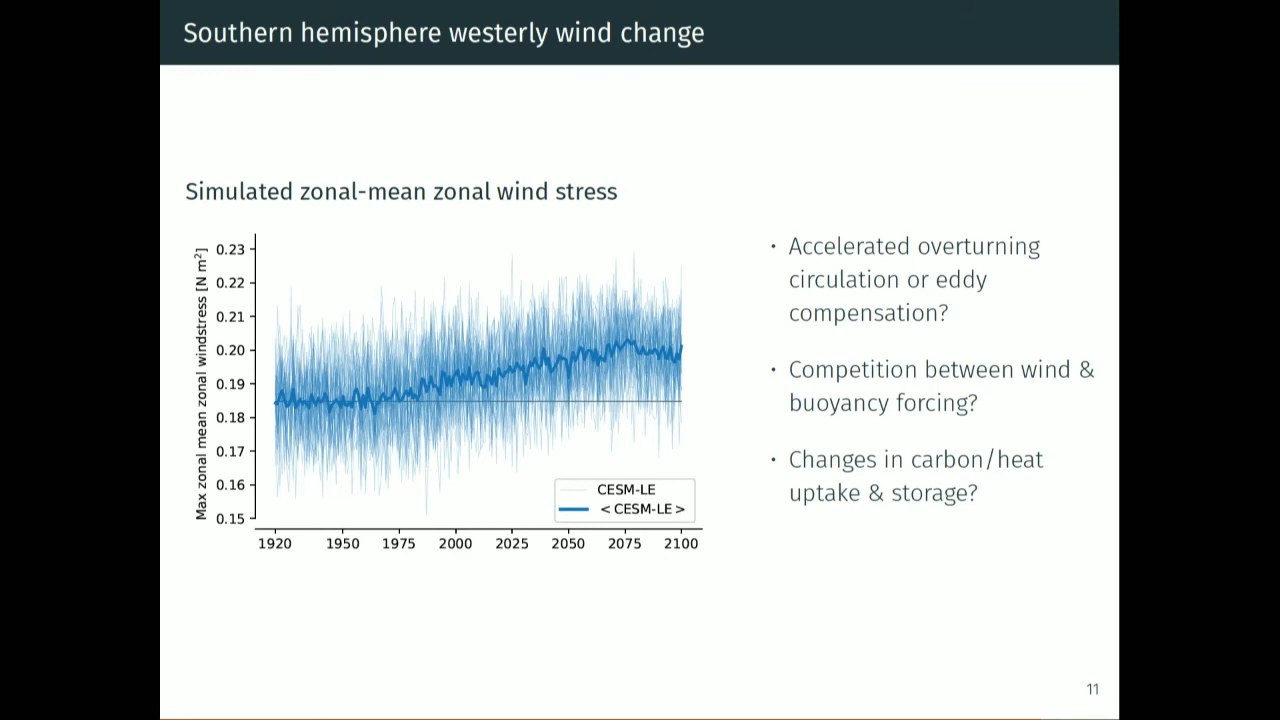 Southern hemisphere westerly wind change
Simulated zonal-mean zonal wind stress
Max zonal mean zonal windstress [N m²]
0.23
0.22
0.21
0.20
0.19
0.18
0.17
0.16
0.15
1920 1950 1975 2000 2025 2050 2075 2100
CESM-LE
<CESM-LE>
· Accelerated overturning
circulation or eddy
compensation?
· Competition between wind &
buoyancy forcing?
· Changes in carbon/heat
uptake & storage?
11